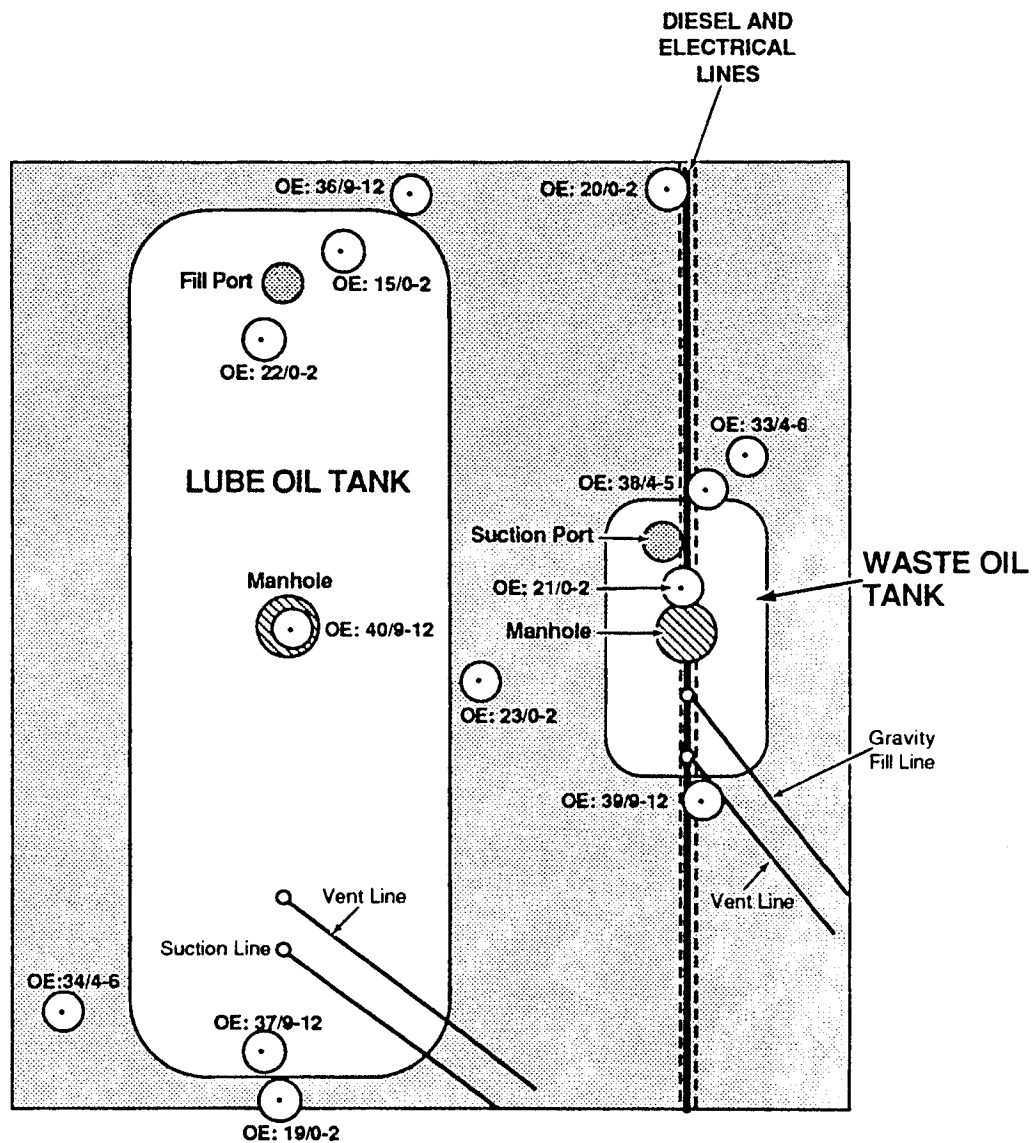 DIESEL AND
ELECTRICAL
LINES
OE: 36/9-12
OE: 20/0-2
Fill Port
OE: 15/0-2
OE: 22/0-2
OE: 33/4-6
LUBE OIL TANK
OE: 38/4-5
Suction Port
WASTE OIL
TANK
Manhole
OE: 21/0-2
OE: 40/9-12
Manhole
OE: 23/0-2
Gravity
Fill Line
OE: 39/9-12
Vent Line
Vent Line
Suction Line
OE:34/4-6
OE: 37/9-12
OE: 19/0-2